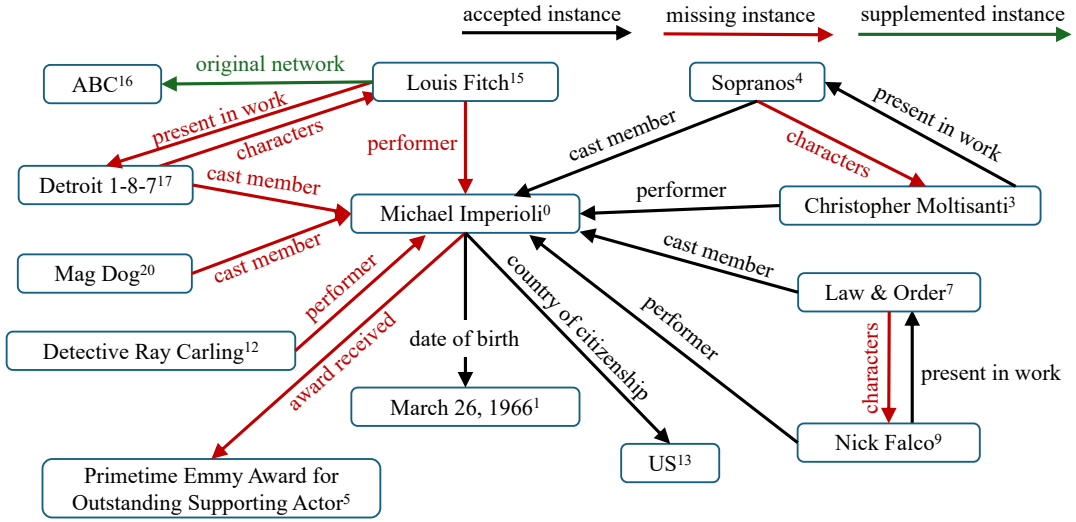 accepted instance
missing instance
supplemented instance
ABC16
original network
Louis Fitch15
Sopranos4
present in work
characters
performer
cast member
characters
present in work
Detroit 1-8-717
cast member
Michael Imperioli0
performer
Christopher Moltisanti3
Mag Dog20
cast member
performer
country of citizenship
cast member
Law & Order7
Detective Ray Carling12
award received
date of birth
performer
characters
present in work
March 26, 19661
Nick Falco9
US13
Primetime Emmy Award for
Outstanding Supporting Actor5